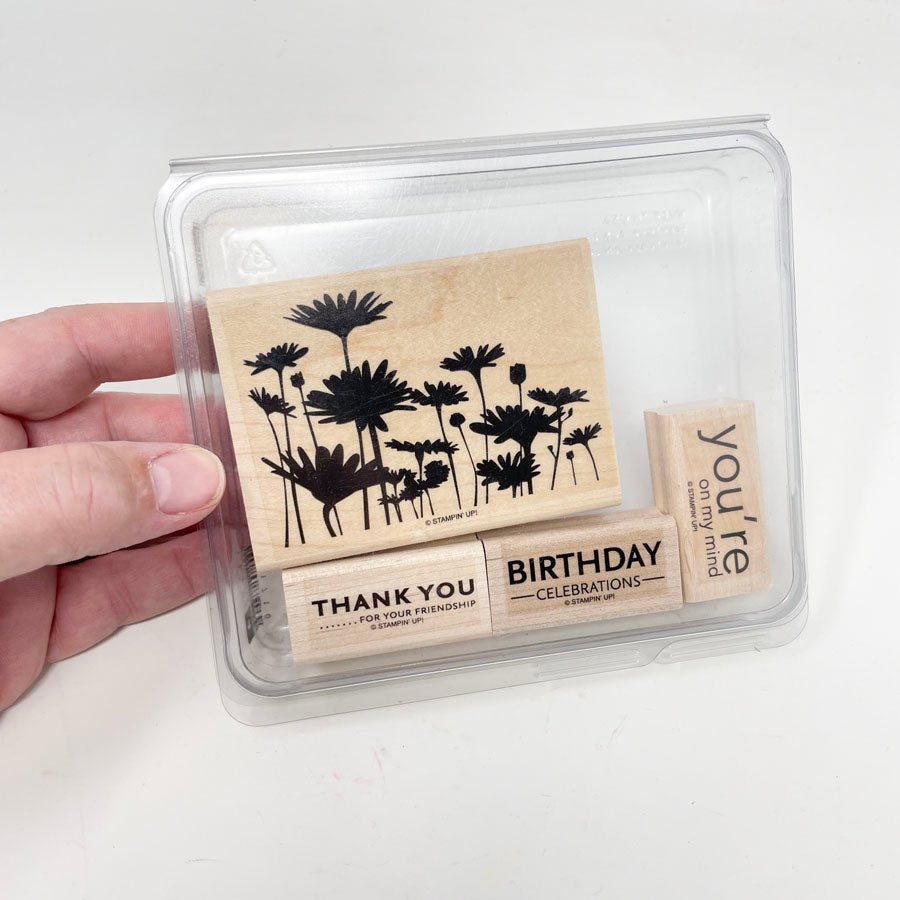 © STAMPIN' UP!
THANK YOU
.......FOR YOUR FRIENDSHIP
© STAMPIN' UP!
BIRTHDAY
—CELEBRATIONS—
© STAMPIN' UP!
you're
on my mind
© STAMPIN' UP!